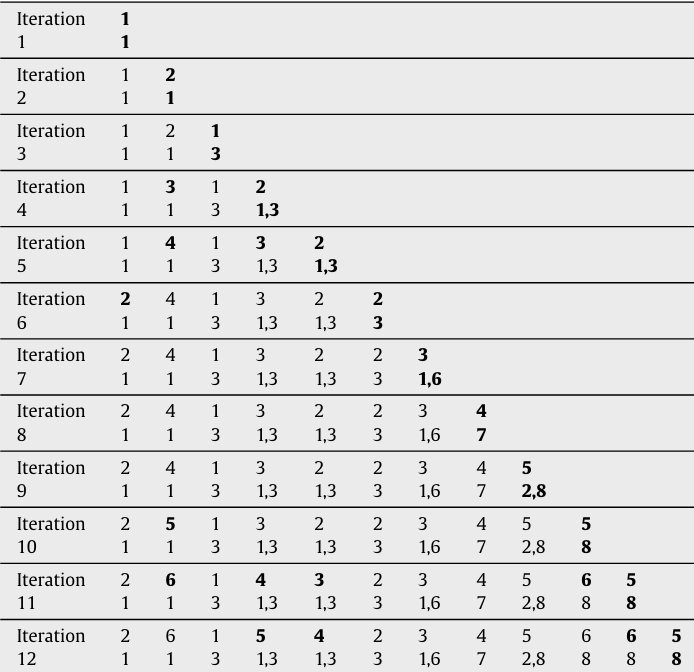 Iteration 1
1 1
Iteration 1 2
2 1 1
Iteration 1 2 1
3 1 1 3
Iteration 1 3 1 2
4 1 1 3 1,3
Iteration 1 4 1 3 2
5 1 1 3 1,3 1,3
Iteration 2 4 1 3 2 2
6 1 1 3 1,3 1,3 3
Iteration 2 4 1 3 2 2 3
7 1 1 3 1,3 1,3 3 1,6
Iteration 2 4 1 3 2 2 3 4
8 1 1 3 1,3 1,3 3 1,6 7
Iteration 2 4 1 3 2 2 3 4 5
9 1 1 3 1,3 1,3 3 1,6 7 2,8
Iteration 2 5 1 3 2 2 3 4 5 5
10 1 1 3 1,3 1,3 3 1,6 7 2,8 8
Iteration 2 6 1 4 3 2 3 4 5 6 5
11 1 1 3 1,3 1,3 3 1,6 7 2,8 8 8
Iteration 2 6 1 5 4 2 3 4 5 6 6 5
12 1 1 3 1,3 1,3 3 1,6 7 2,8 8 8 8